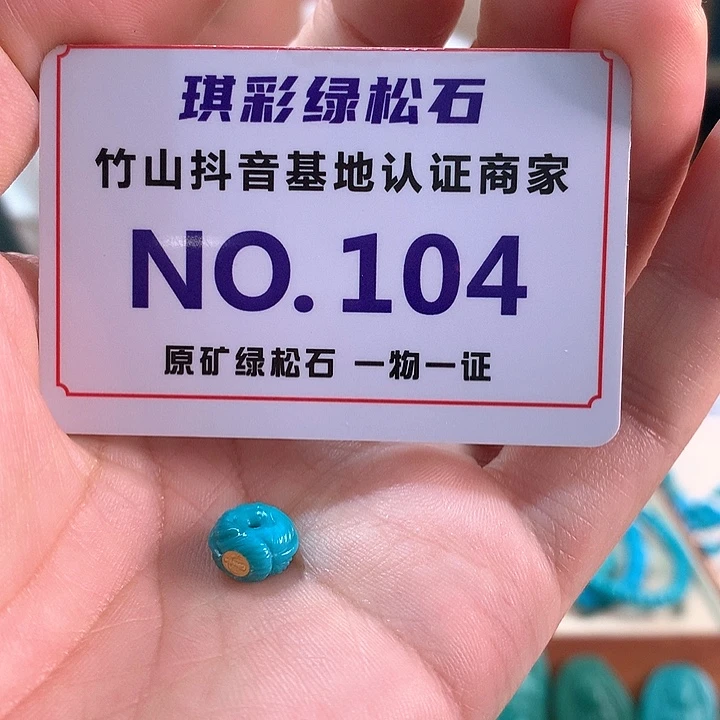 琪彩绿松石
竹山抖音基地认证商家
NO.104
原矿绿松石 一物一证